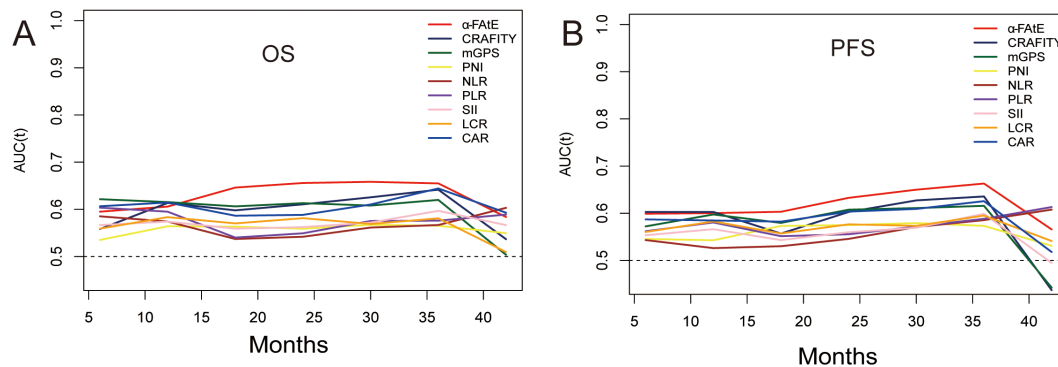 A
OS
AUC(t)
1.0
0.9
0.8
0.7
0.6
0.5
α-FAtE
CRAFITY
mGPS
PNI
NLR
PLR
SII
LCR
CAR
5 10 15 20 25 30 35 40
Months
B
PFS
AUC(t)
1.0
0.9
0.8
0.7
0.6
0.5
α-FAtE
CRAFITY
mGPS
PNI
NLR
PLR
SII
LCR
CAR
5 10 15 20 25 30 35 40
Months